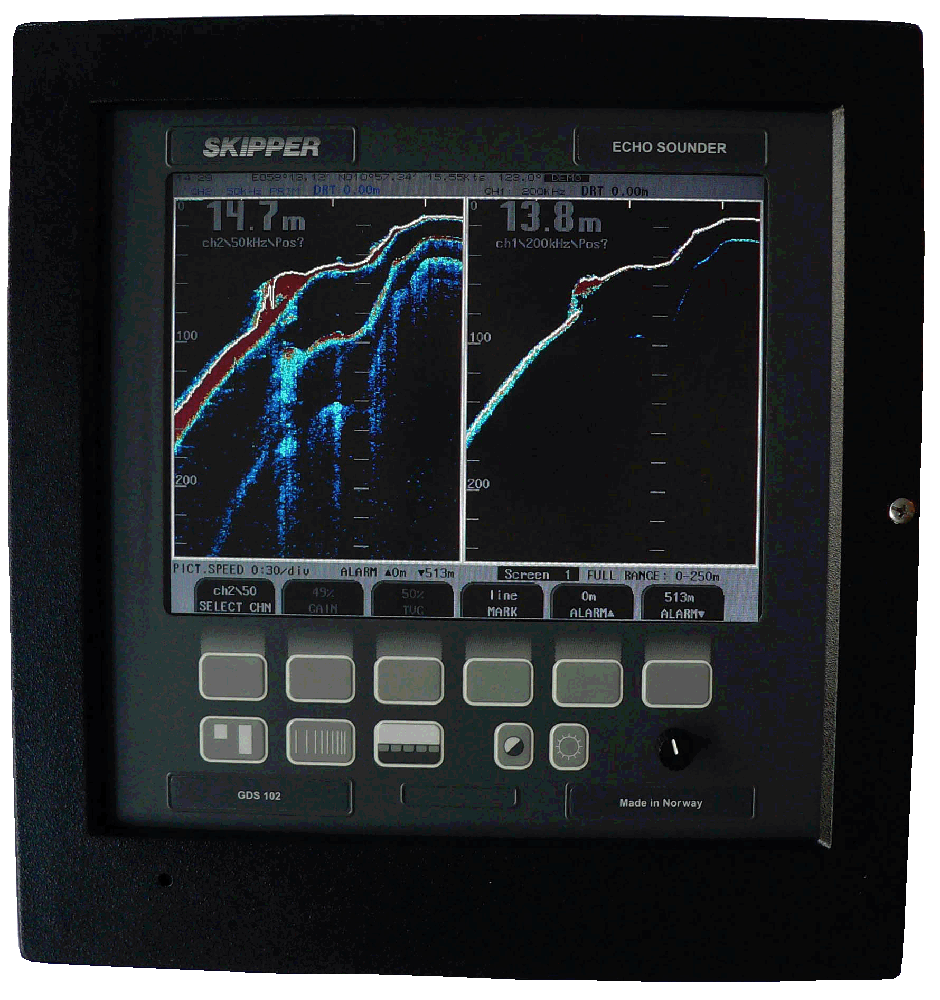 SKIPPER
ECHO SOUNDER
14:29 E059°13.12' N010°57.34' 15.55kts 123.0° DEMO
CH2: 50kHz PRIM DRT 0.00m
CH1: 200kHz DRT 0.00m
0
14.7m
ch2\50kHz\Pos?
100
200
0
13.8m
ch1\200kHz\Pos?
100
200
PICT.SPEED 0:30/div ALARM ▲0m ▼513m Screen 1 FULL RANGE: 0-250m
ch2\50
SELECT CHN
49%
GAIN
50%
TVG
line
MARK
0m
ALARM▲
513m
ALARM▼
GDS 102
Made in Norway